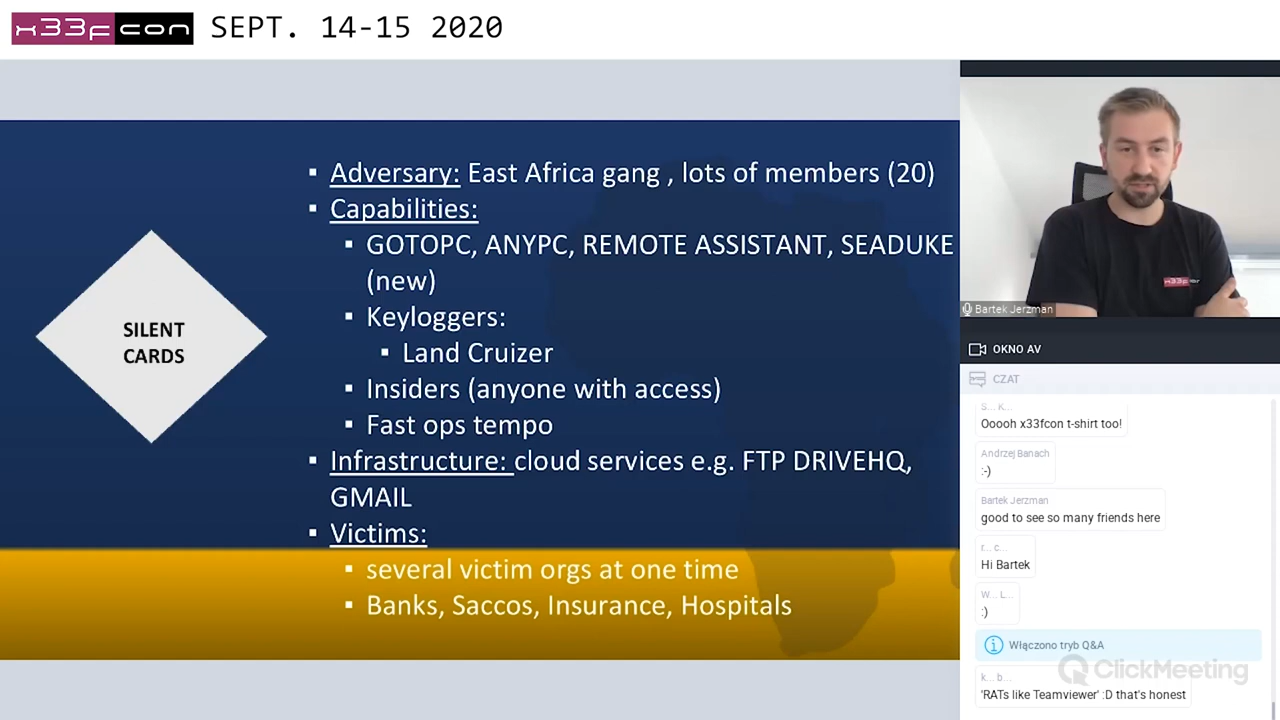 x33fcon SEPT. 14-15 2020
SILENT
CARDS
▪ Adversary: East Africa gang , lots of members (20)
▪ Capabilities:
▪ GOTOPC, ANYPC, REMOTE ASSISTANT, SEADUKE
(new)
▪ Keyloggers:
▪ Land Cruizer
▪ Insiders (anyone with access)
▪ Fast ops tempo
▪ Infrastructure: cloud services e.g. FTP DRIVEHQ,
GMAIL
▪ Victims:
▪ several victim orgs at one time
▪ Banks, Saccos, Insurance, Hospitals
Bartek Jerzman
OKNO AV
CZAT
S... K...
Ooooh x33fcon t-shirt too!
Andrzej Banach
:-)
Bartek Jerzman
good to see so many friends here
r... c...
Hi Bartek
W... L...
:)
Włączono tryb Q&A
ClickMeeting
k... b...
'RATs like Teamviewer' :D that's honest